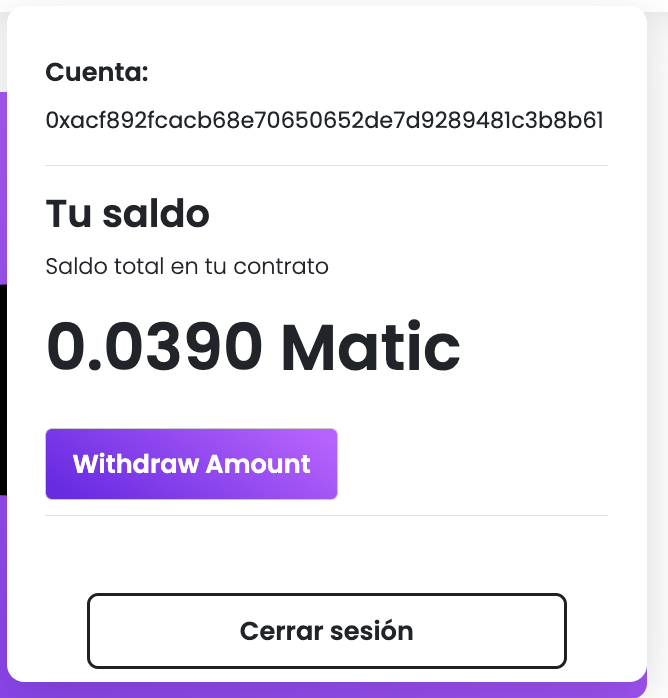 Cuenta:
0xacf892fcacb68e70650652de7d9289481c3b8b61
Tu saldo
Saldo total en tu contrato
0.0390 Matic
Withdraw Amount
Cerrar sesión